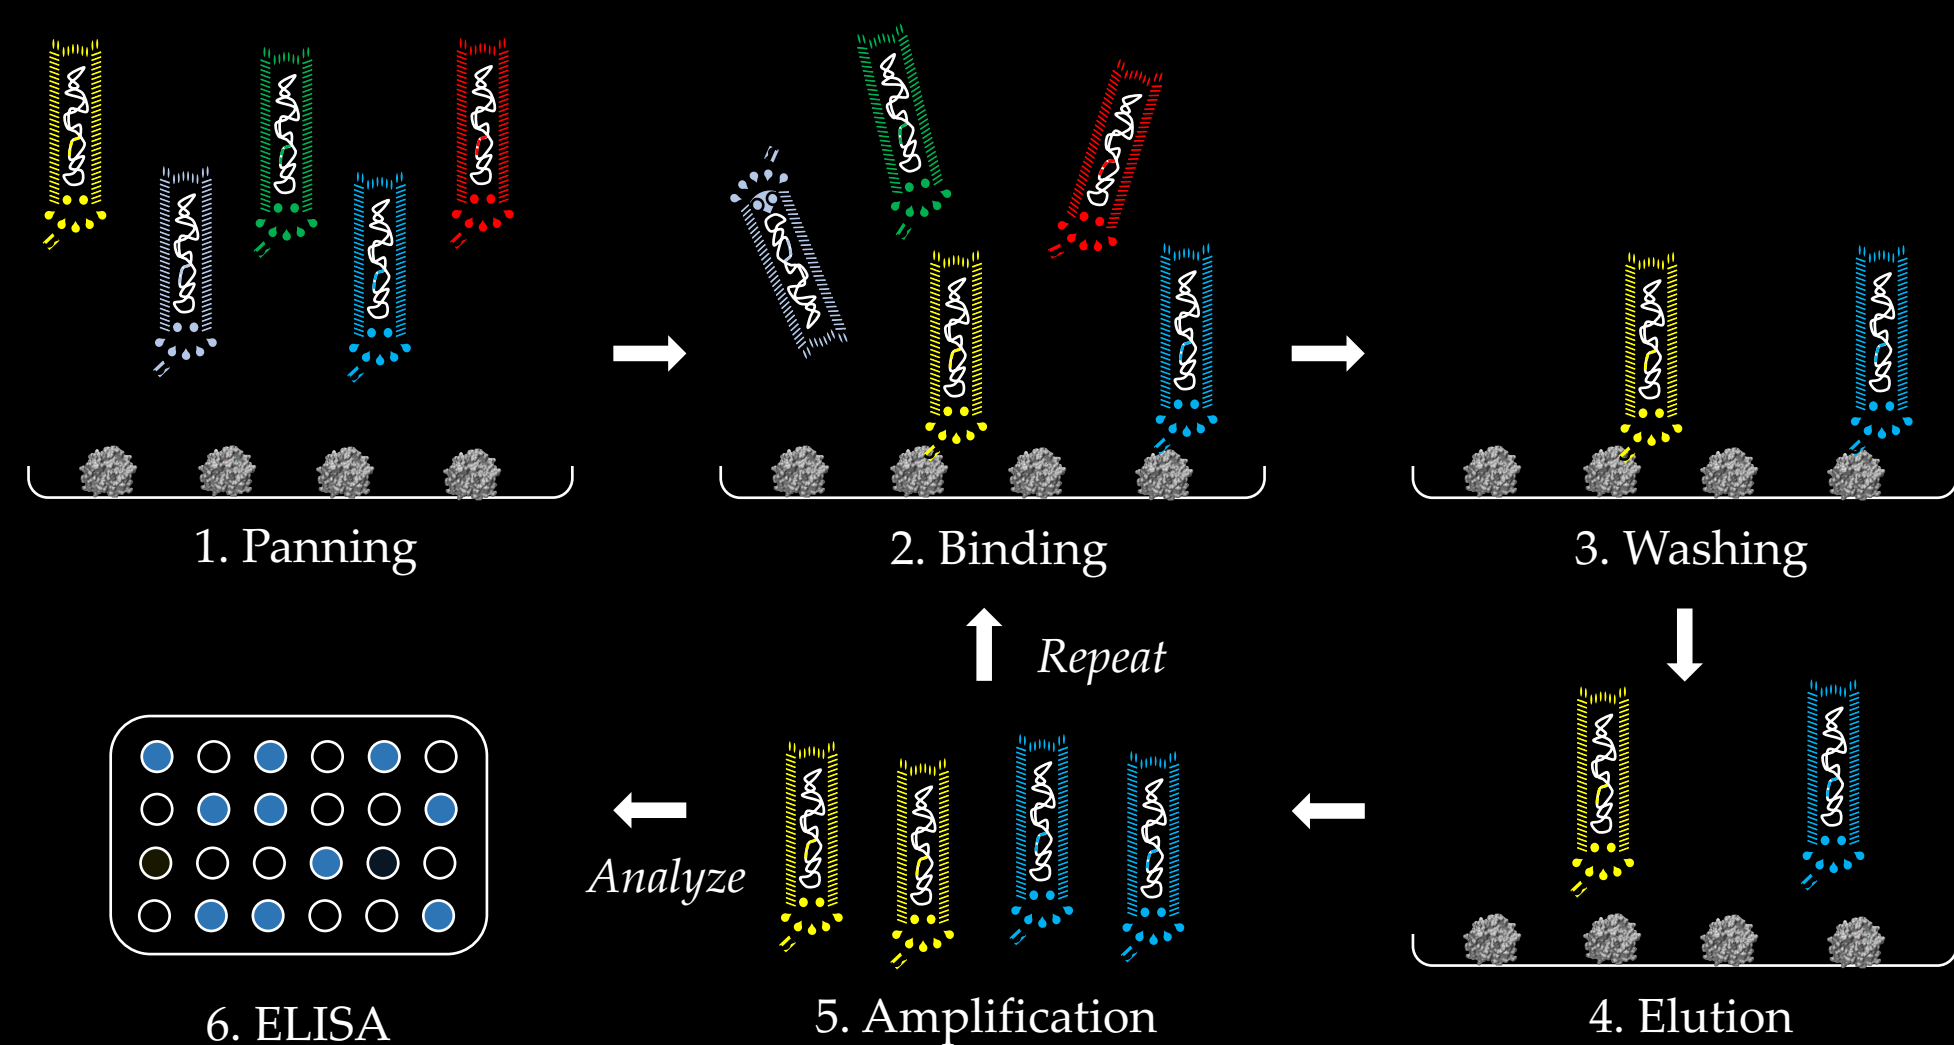 1. Panning
2. Binding
3. Washing
Repeat
Analyze
6. ELISA
5. Amplification
4. Elution